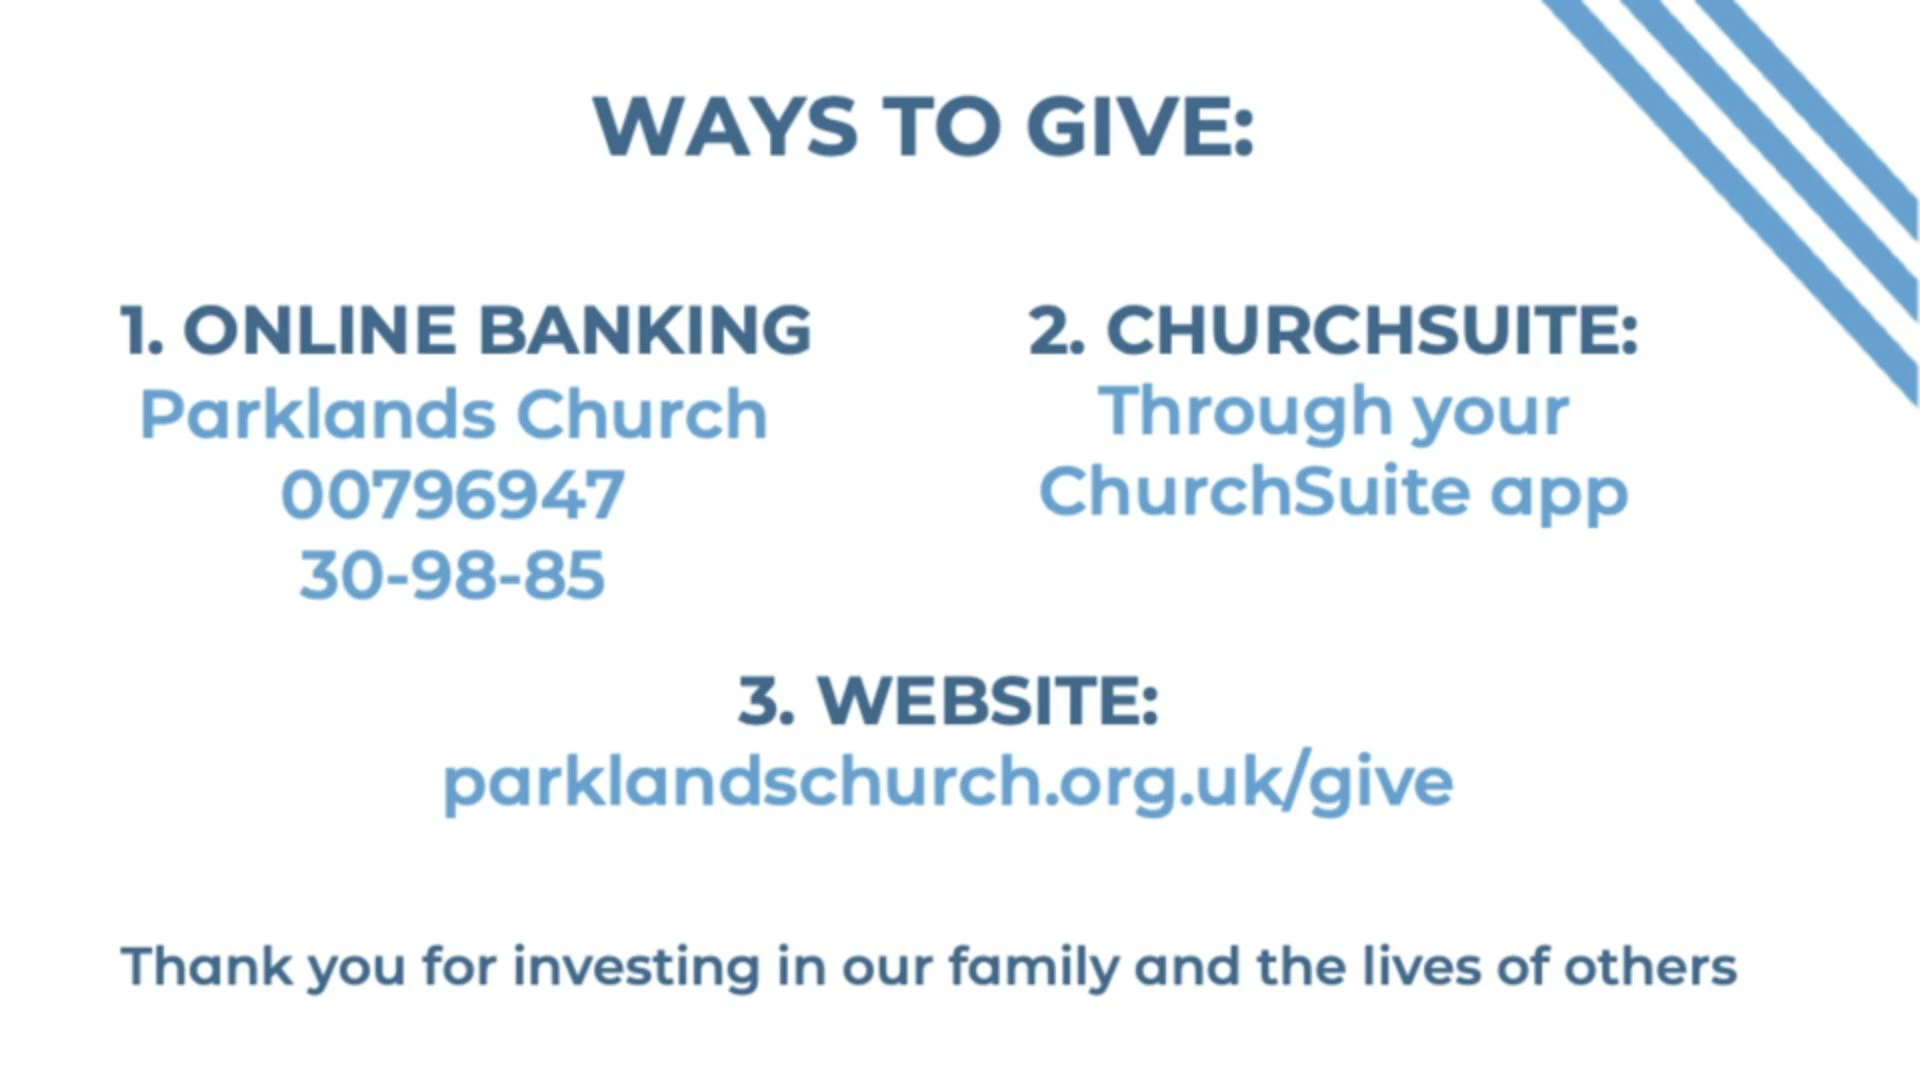 WAYS TO GIVE:
1. ONLINE BANKING
Parklands Church
00796947
30-98-85
2. CHURCHSUITE:
Through your
ChurchSuite app
3. WEBSITE:
parklandschurch.org.uk/give
Thank you for investing in our family and the lives of others